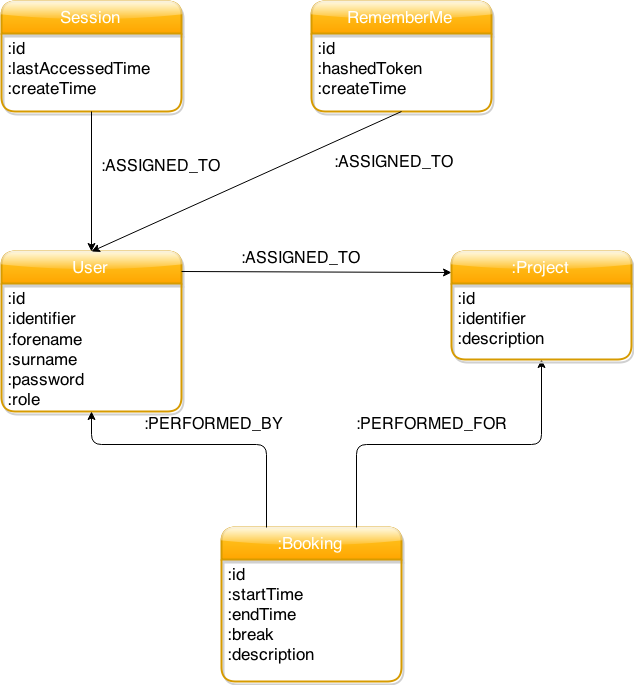 Session
:id
:lastAccessedTime
:createTime
RememberMe
:id
:hashedToken
:createTime
:ASSIGNED_TO
:ASSIGNED_TO
User
:id
:identifier
:forename
:surname
:password
:role
:ASSIGNED_TO
:Project
:id
:identifier
:description
:PERFORMED_BY
:PERFORMED_FOR
:Booking
:id
:startTime
:endTime
:break
:description